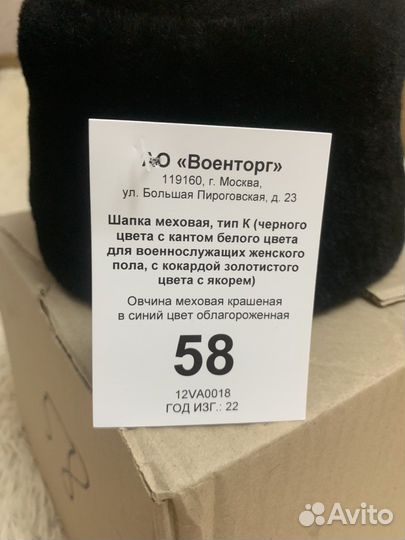 АО «Военторг»
119160, г. Москва,
ул. Большая Пироговская, д. 23
Шапка меховая, тип К (черного
цвета с кантом белого цвета
для военнослужащих женского
пола, с кокардой золотистого
цвета с якорем)
Овчина меховая крашеная
в синий цвет облагороженная
58
12VA0018
ГОД ИЗГ.: 22
Avito